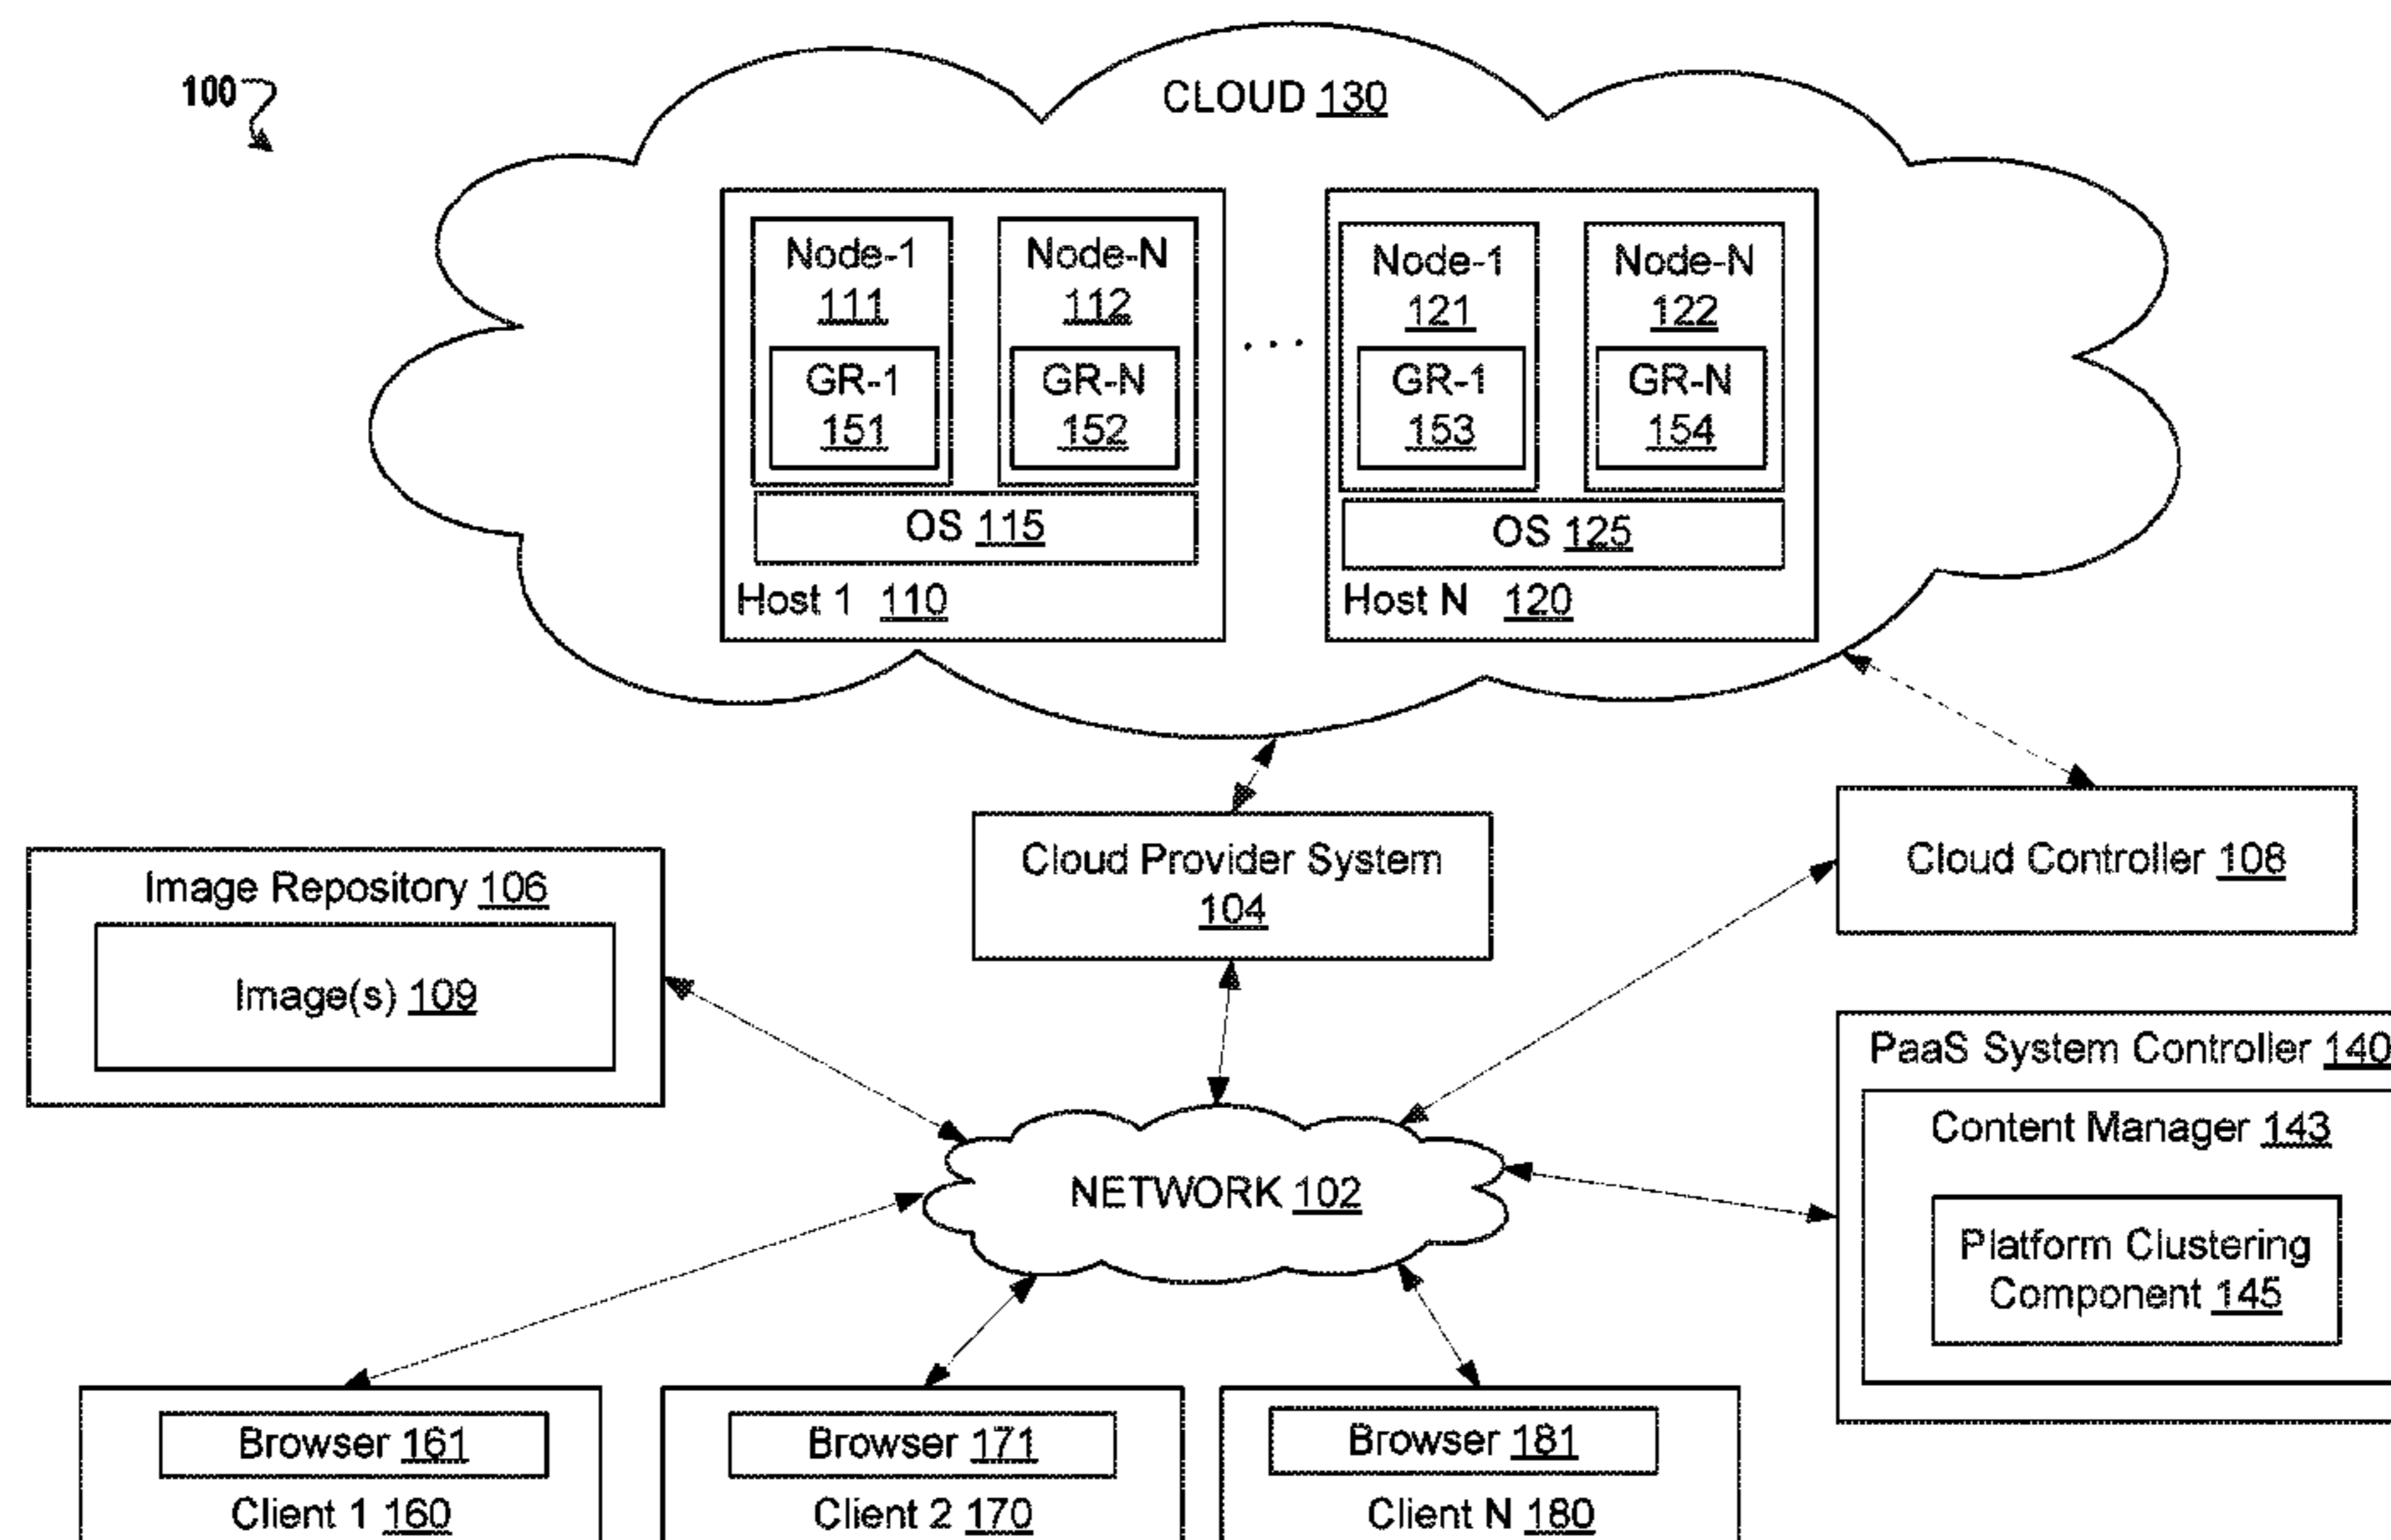 100
CLOUD 130
Node-1
111
GR-1
151
Node-N
112
GR-N
152
OS 115
Host 1 110
. . .
Node-1
121
GR-1
153
Node-N
122
GR-N
154
OS 125
Host N 120
Image Repository 106
Image(s) 109
Cloud Provider System
104
Cloud Controller 108
PaaS System Controller 140
Content Manager 143
Platform Clustering
Component 145
NETWORK 102
Browser 161
Client 1 160
Browser 171
Client 2 170
Browser 181
Client N 180